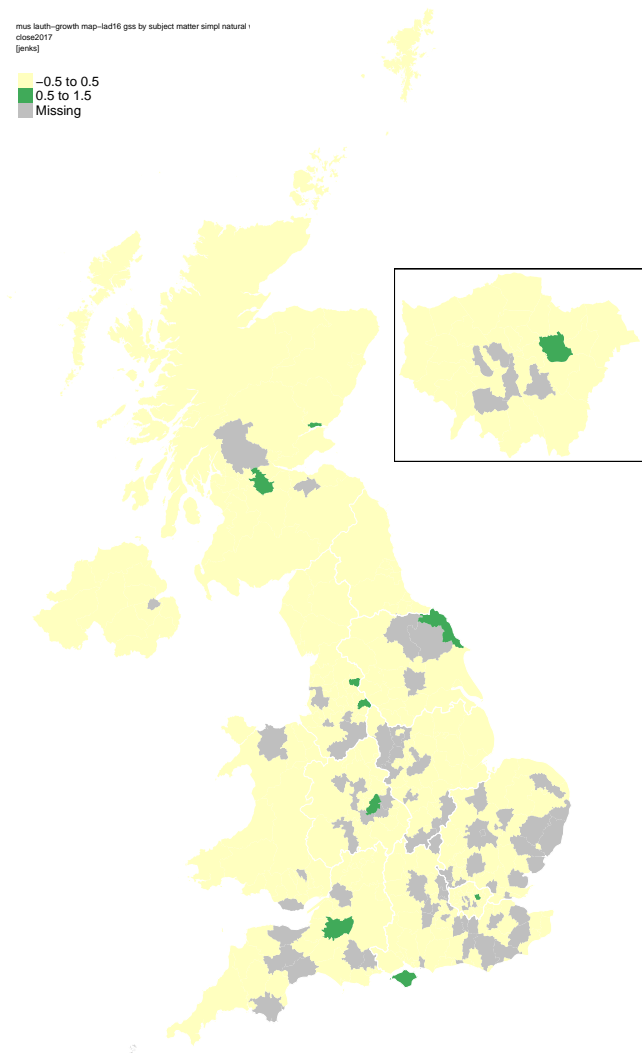 mus lauth−growth map−lad16 gss by subject matter simpl natural
close2017
[jenks]
−0.5 to 0.5
0.5 to 1.5
Missing